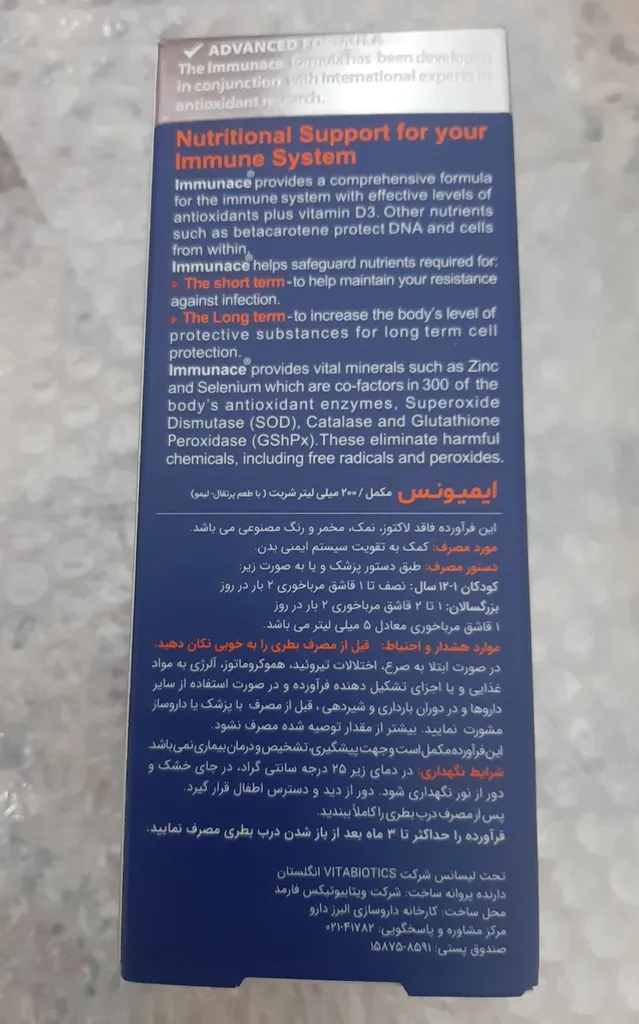 ✓ ADVANCED FORMULA
The Immunace formula has been developed
in conjunction with international experts in
antioxidant research.
Nutritional Support for your
Immune System
Immunace® provides a comprehensive formula
for the immune system with effective levels of
antioxidants plus vitamin D3. Other nutrients
such as betacarotene protect DNA and cells
from within.
Immunace® helps safeguard nutrients required for:
The short term-to help maintain your resistance
against infection.
The Long term-to increase the body's level of
protective substances for long term cell
protection.
Immunace® provides vital minerals such as Zinc
and Selenium which are co-factors in 300 of the
body's antioxidant enzymes, Superoxide
Dismutase (SOD), Catalase and Glutathione
Peroxidase (GShPx).These eliminate harmful
chemicals, including free radicals and peroxides.
ایمیونس مکمل / ۲۰۰ میلی لیتر شربت ( با طعم پرتقال- لیمو)
این فرآورده فاقد لاکتوز، نمک، مخمر و رنگ مصنوعی می باشد.
مورد مصرف: کمک به تقویت سیستم ایمنی بدن.
دستور مصرف: طبق دستور پزشک و یا به صورت زیر:
کودکان ۱-۱۲ سال: نصف تا ۱ قاشق مرباخوری ۲ بار در روز
بزرگسالان: ۱ تا ۲ قاشق مرباخوری ۲ بار در روز
۱ قاشق مرباخوری معادل ۵ میلی لیتر می باشد.
موارد هشدار و احتیاط: قبل از مصرف بطری را به خوبی تکان دهید.
در صورت ابتلا به صرع، اختلالات تیروئید، هموکروماتوز، آلرژی به مواد
غذایی و یا اجزای تشکیل دهنده فرآورده و در صورت استفاده از سایر
داروها و در دوران بارداری و شیردهی ، قبل از مصرف با پزشک یا داروساز
مشورت نمایید. بیشتر از مقدار توصیه شده مصرف نشود.
این فرآورده مکمل است و جهت پیشگیری، تشخیص و درمان بیماری نمی باشد.
شرایط نگهداری: در دمای زیر ۲۵ درجه سانتی گراد، در جای خشک و
دور از نور نگهداری شود. دور از دید و دسترس اطفال قرار گیرد.
پس از مصرف درب بطری را کاملاً ببندید.
فرآورده را حداکثر تا ۳ ماه بعد از باز شدن درب بطری مصرف نمایید.
تحت لیسانس شرکت VITABIOTICS انگلستان
دارنده پروانه ساخت: شرکت ویتابیوتیکس فارمد
محل ساخت: کارخانه داروسازی البرز دارو
مرکز مشاوره و پاسخگویی: ۴۱۷۸۲-۰۲۱
صندوق پستی: ۸۵۹۱-۱۵۸۷۵